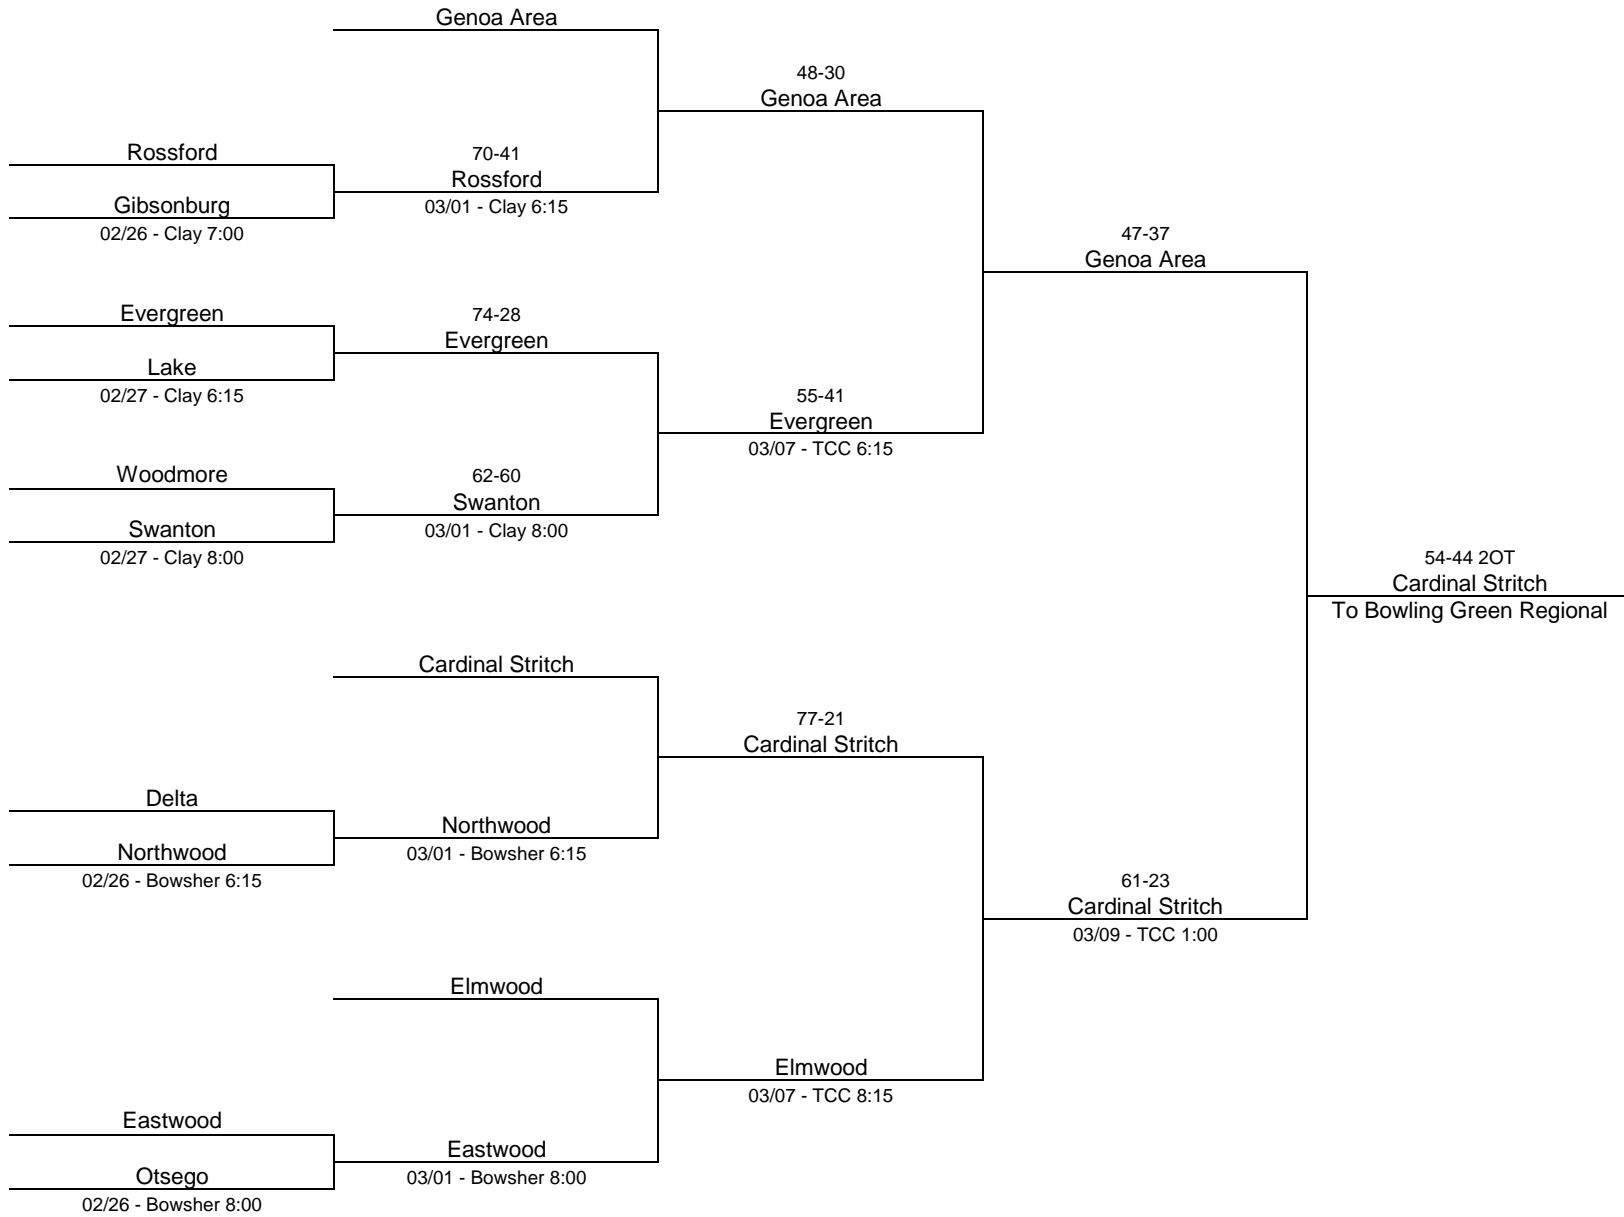 Genoa Area
48-30
Genoa Area
Rossford
70-41
Rossford
Gibsonburg
03/01 - Clay 6:15
02/26 - Clay 7:00
47-37
Genoa Area
Evergreen
74-28
Evergreen
Lake
02/27 - Clay 6:15
55-41
Evergreen
03/07 - TCC 6:15
Woodmore
62-60
Swanton
Swanton
03/01 - Clay 8:00
02/27 - Clay 8:00
54-44 2OT
Cardinal Stritch
To Bowling Green Regional
Cardinal Stritch
77-21
Cardinal Stritch
Delta
Northwood
Northwood
03/01 - Bowsher 6:15
02/26 - Bowsher 6:15
61-23
Cardinal Stritch
03/09 - TCC 1:00
Elmwood
Elmwood
03/07 - TCC 8:15
Eastwood
Eastwood
Otsego
03/01 - Bowsher 8:00
02/26 - Bowsher 8:00